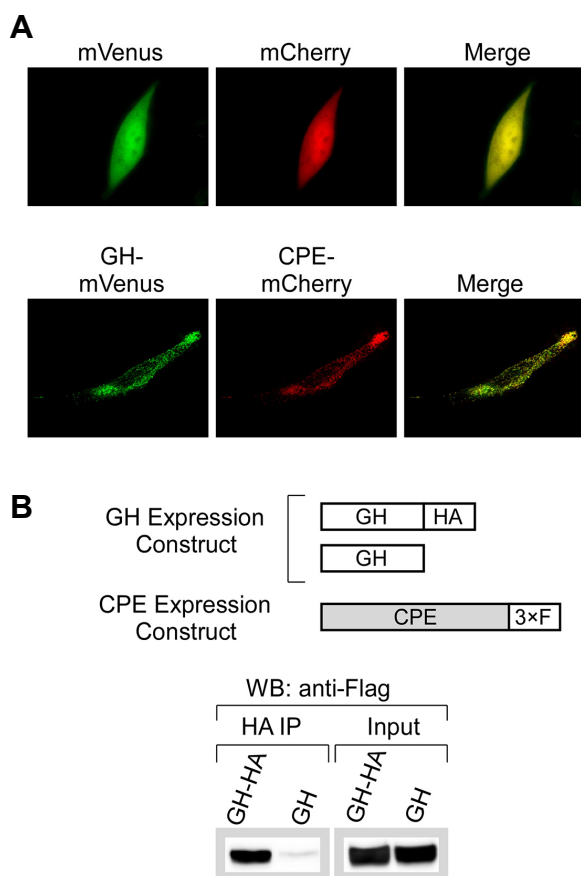 A
mVenus mCherry Merge
GH- CPE-
mVenus mCherry Merge
B
GH Expression
Construct
GH HA
GH
CPE Expression
Construct
CPE 3×F
WB: anti-Flag
HA IP Input
GH-HA GH GH-HA GH